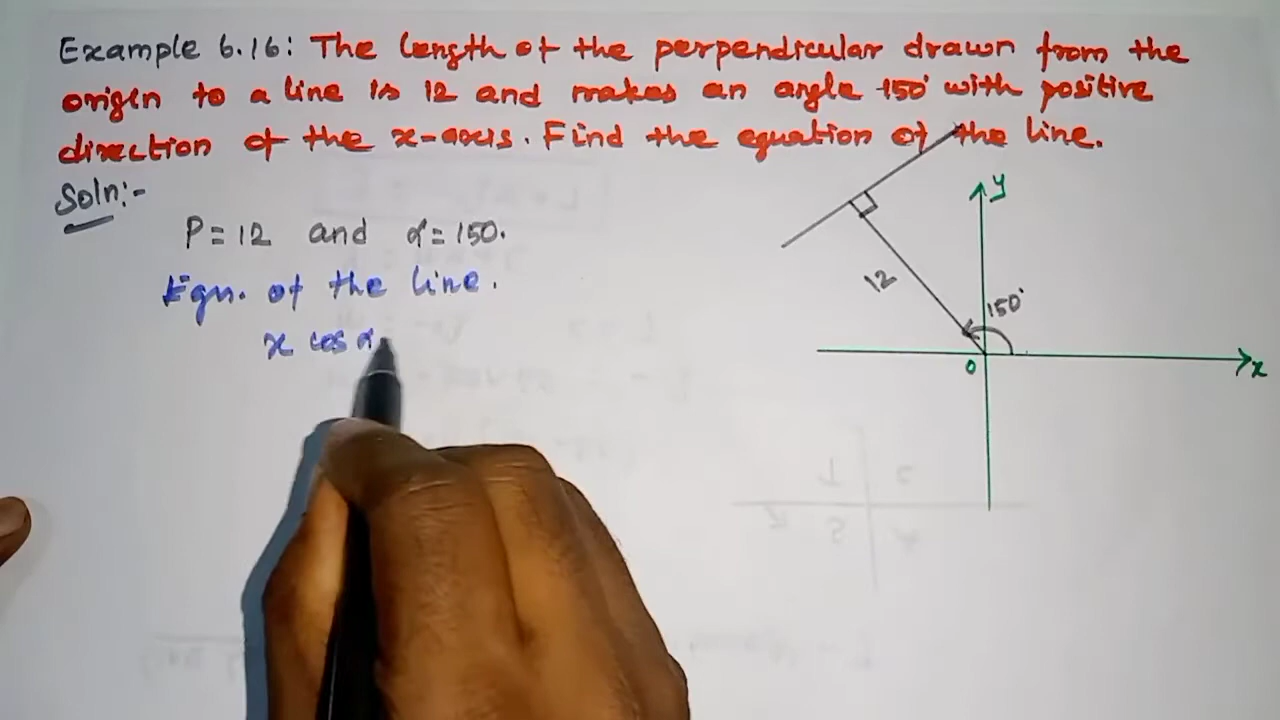 Example 6.16: The length of the perpendicular drawn from the
origin to a line is 12 and makes an angle 150° with positive
direction of the x-axis. Find the equation of the line.
Soln:-
P=12 and α=150.
Eqn. of the line.
x cos α
y
12
150°
0
x